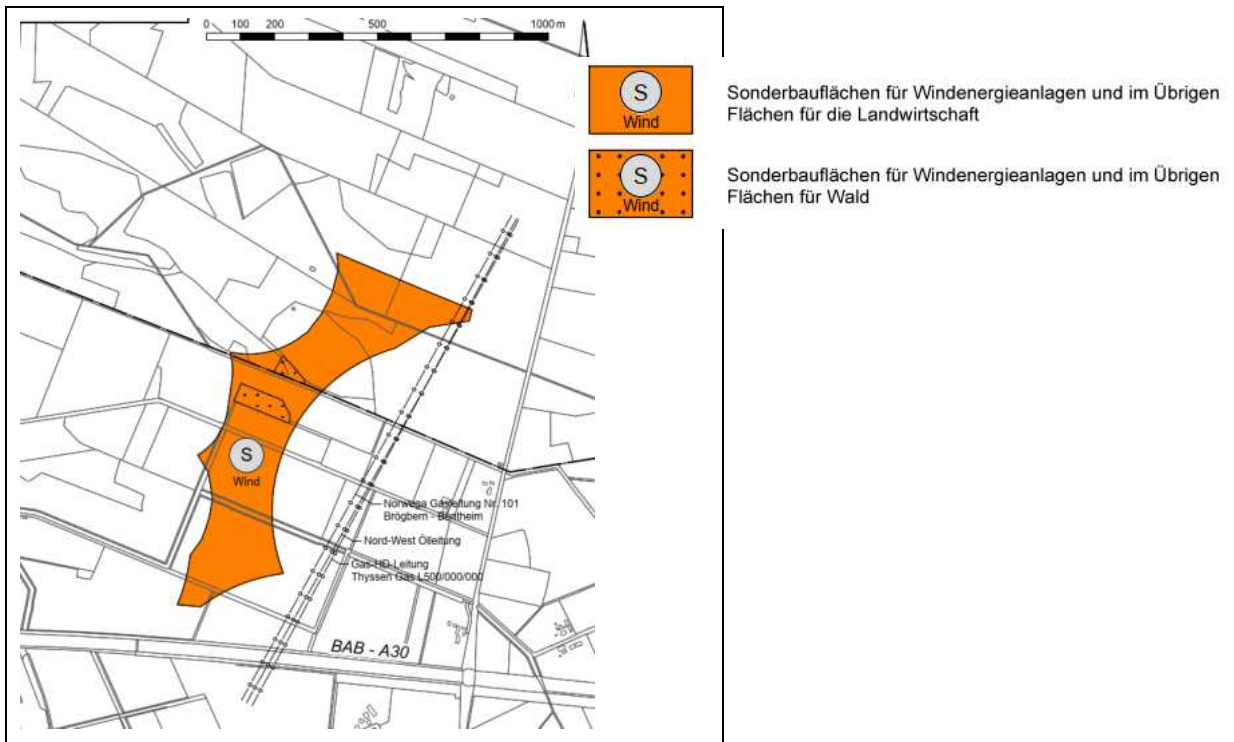 0 100 200 500 1000 m
S
Wind
Sonderbauflächen für Windenergieanlagen und im Übrigen
Flächen für die Landwirtschaft
S
Wind
Sonderbauflächen für Windenergieanlagen und im Übrigen
Flächen für Wald
S
Wind
Norwega Gasleitung Nr. 101
Brögbern - Bentheim
Nord-West Ölleitung
Gas-HD-Leitung
Thyssen Gas L500/000/000
BAB - A30